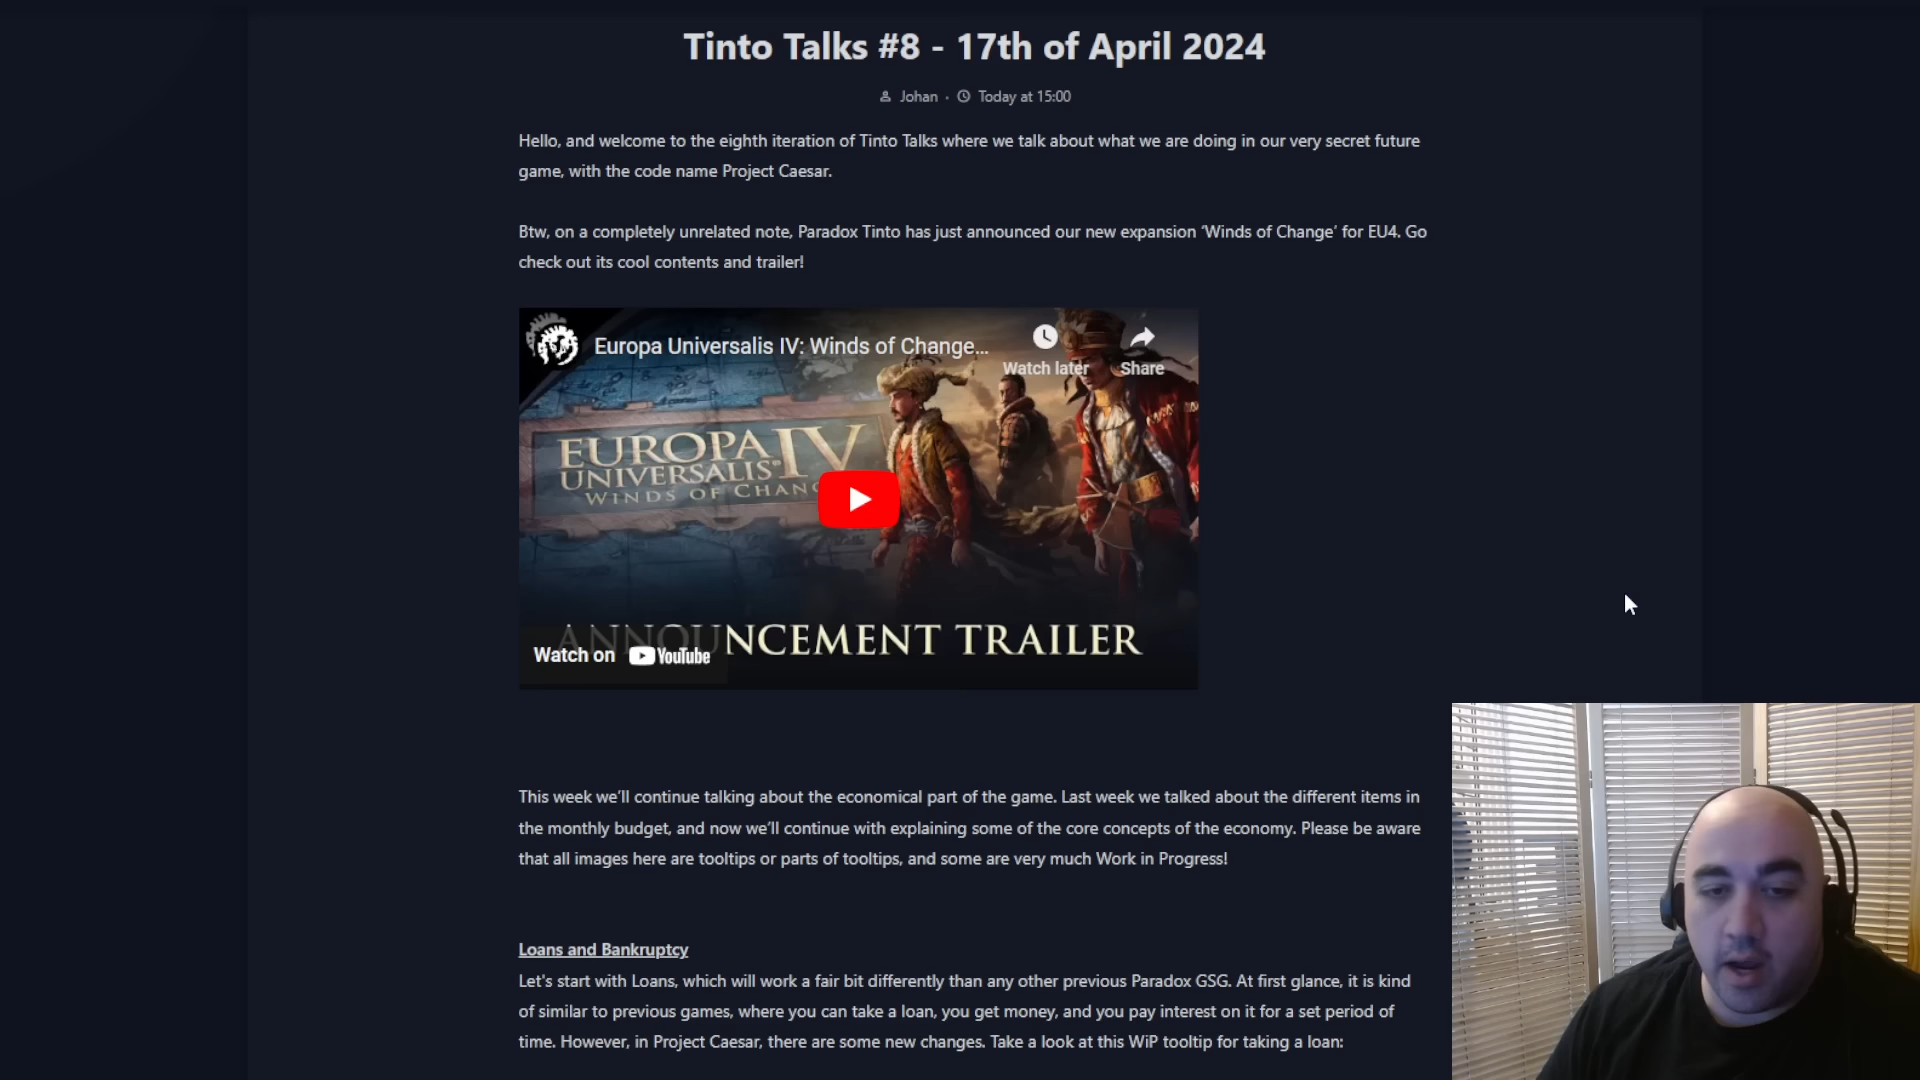 Tinto Talks #8 - 17th of April 2024
Johan · Today at 15:00
Hello, and welcome to the eighth iteration of Tinto Talks where we talk about what we are doing in our very secret future
game, with the code name Project Caesar.
Btw, on a completely unrelated note, Paradox Tinto has just announced our new expansion ‘Winds of Change’ for EU4. Go
check out its cool contents and trailer!
Europa Universalis IV: Winds of Change...
Watch later
Share
EUROPA IV
UNIVERSALIS
WINDS OF CHANG
ANNOUNCEMENT TRAILER
Watch on YouTube
This week we’ll continue talking about the economical part of the game. Last week we talked about the different items in
the monthly budget, and now we’ll continue with explaining some of the core concepts of the economy. Please be aware
that all images here are tooltips or parts of tooltips, and some are very much Work in Progress!
Loans and Bankruptcy
Let's start with Loans, which will work a fair bit differently than any other previous Paradox GSG. At first glance, it is kind
of similar to previous games, where you can take a loan, you get money, and you pay interest on it for a set period of
time. However, in Project Caesar, there are some new changes. Take a look at this WiP tooltip for taking a loan: